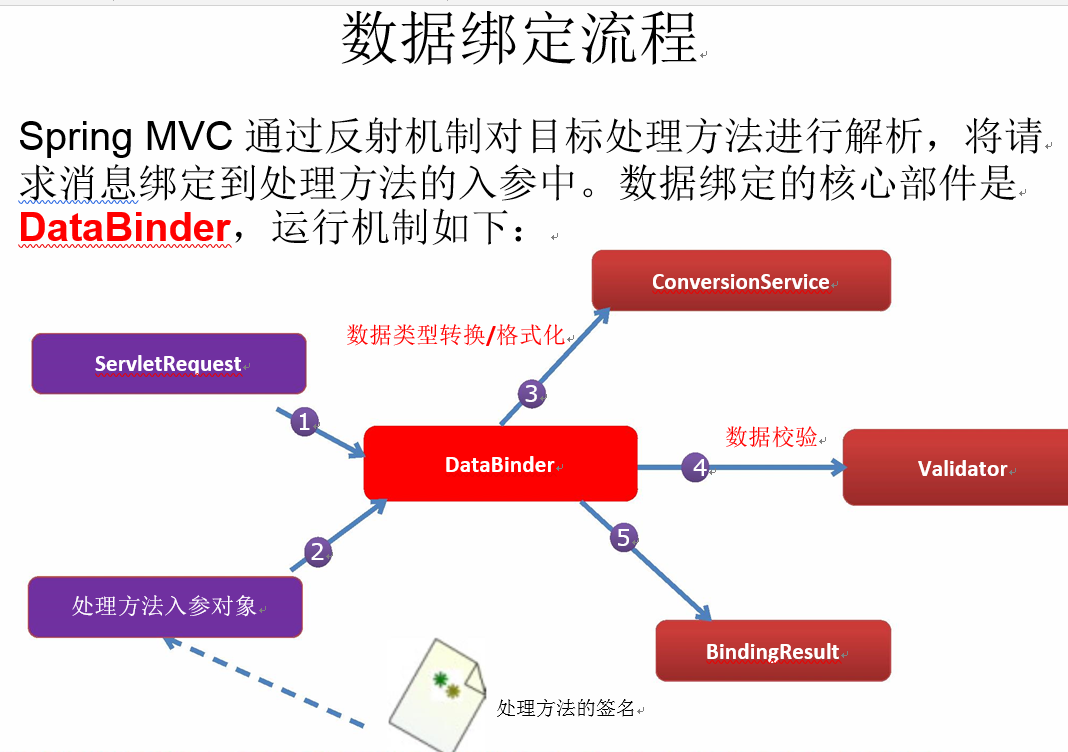 数据绑定流程
Spring MVC 通过反射机制对目标处理方法进行解析，将请
求消息绑定到处理方法的入参中。数据绑定的核心部件是
DataBinder，运行机制如下：
ConversionService
数据类型转换/格式化
ServletRequest
3
1
数据校验
DataBinder
4
Validator
5
2
处理方法入参对象
BindingResult
处理方法的签名